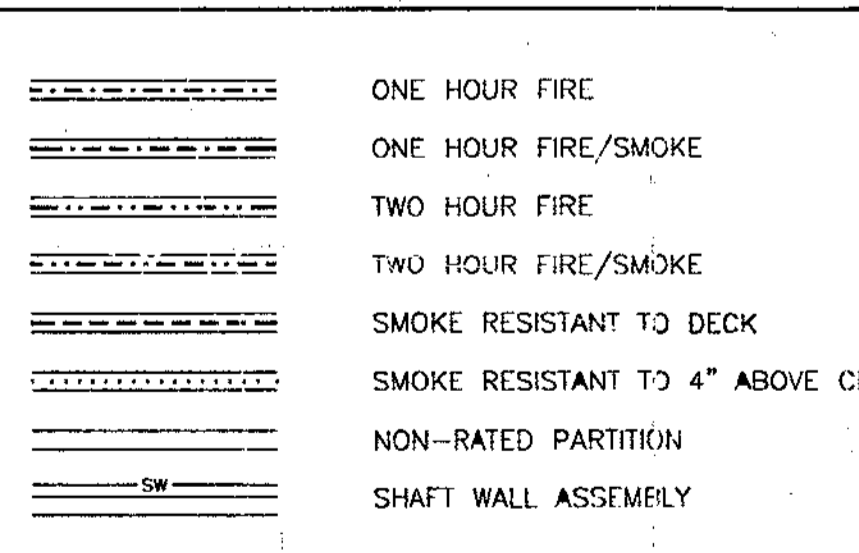 ONE HOUR FIRE
ONE HOUR FIRE/SMOKE
TWO HOUR FIRE
TWO HOUR FIRE/SMOKE
SMOKE RESISTANT TO DECK
SMOKE RESISTANT TO 4" ABOVE
NON-RATED PARTITION
SW SHAFT WALL ASSEMBLY